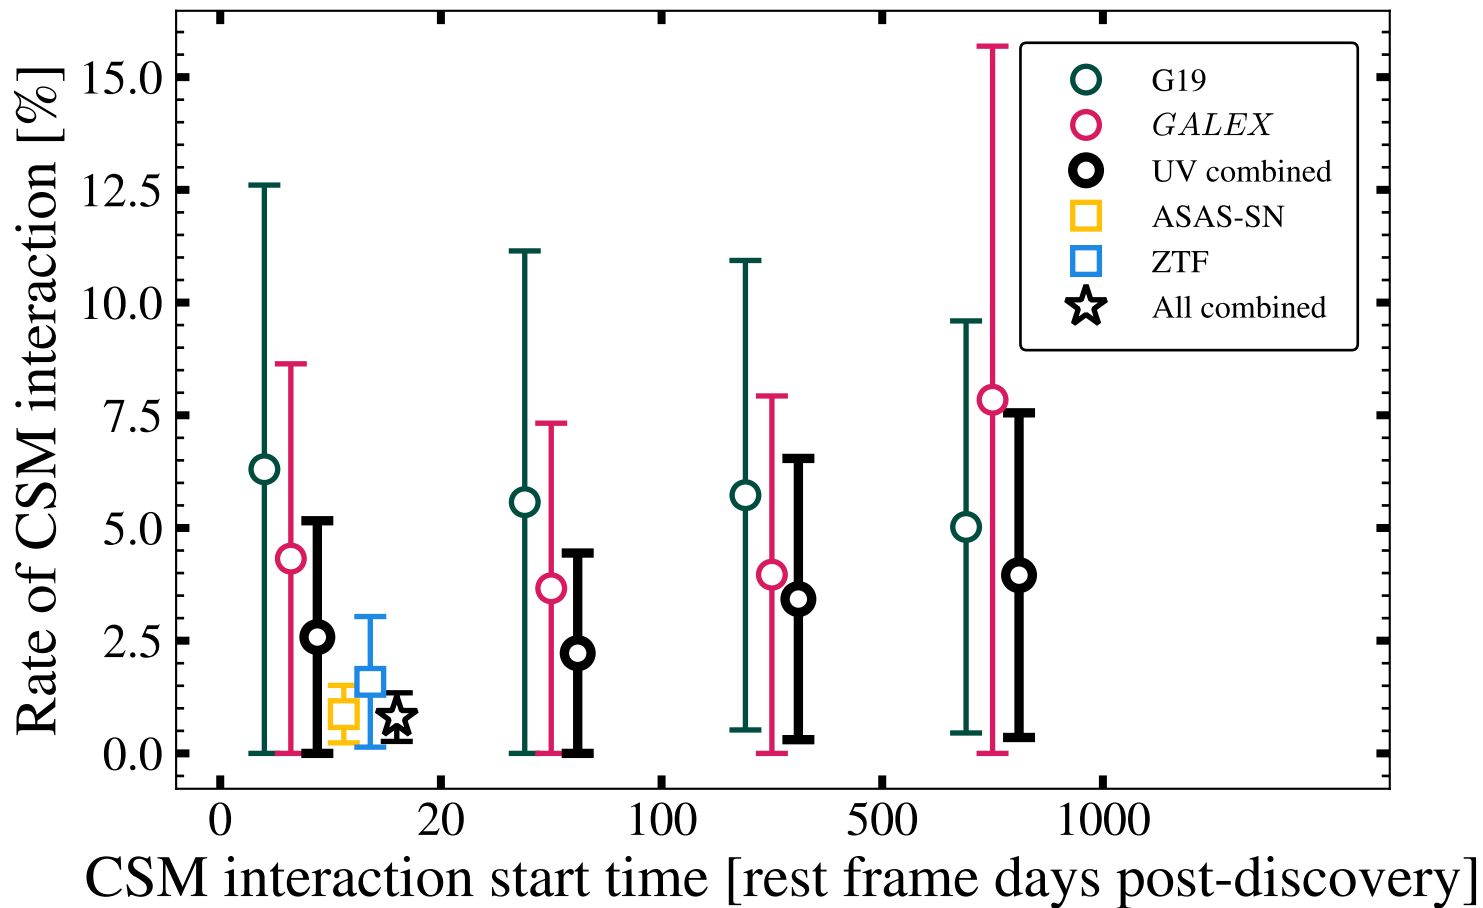 Rate of CSM interaction [%]
15.0
12.5
10.0
7.5
5.0
2.5
0.0
G19
GALEX
UV combined
ASAS-SN
ZTF
All combined
0 20 100 500 1000
CSM interaction start time [rest frame days post-discovery]